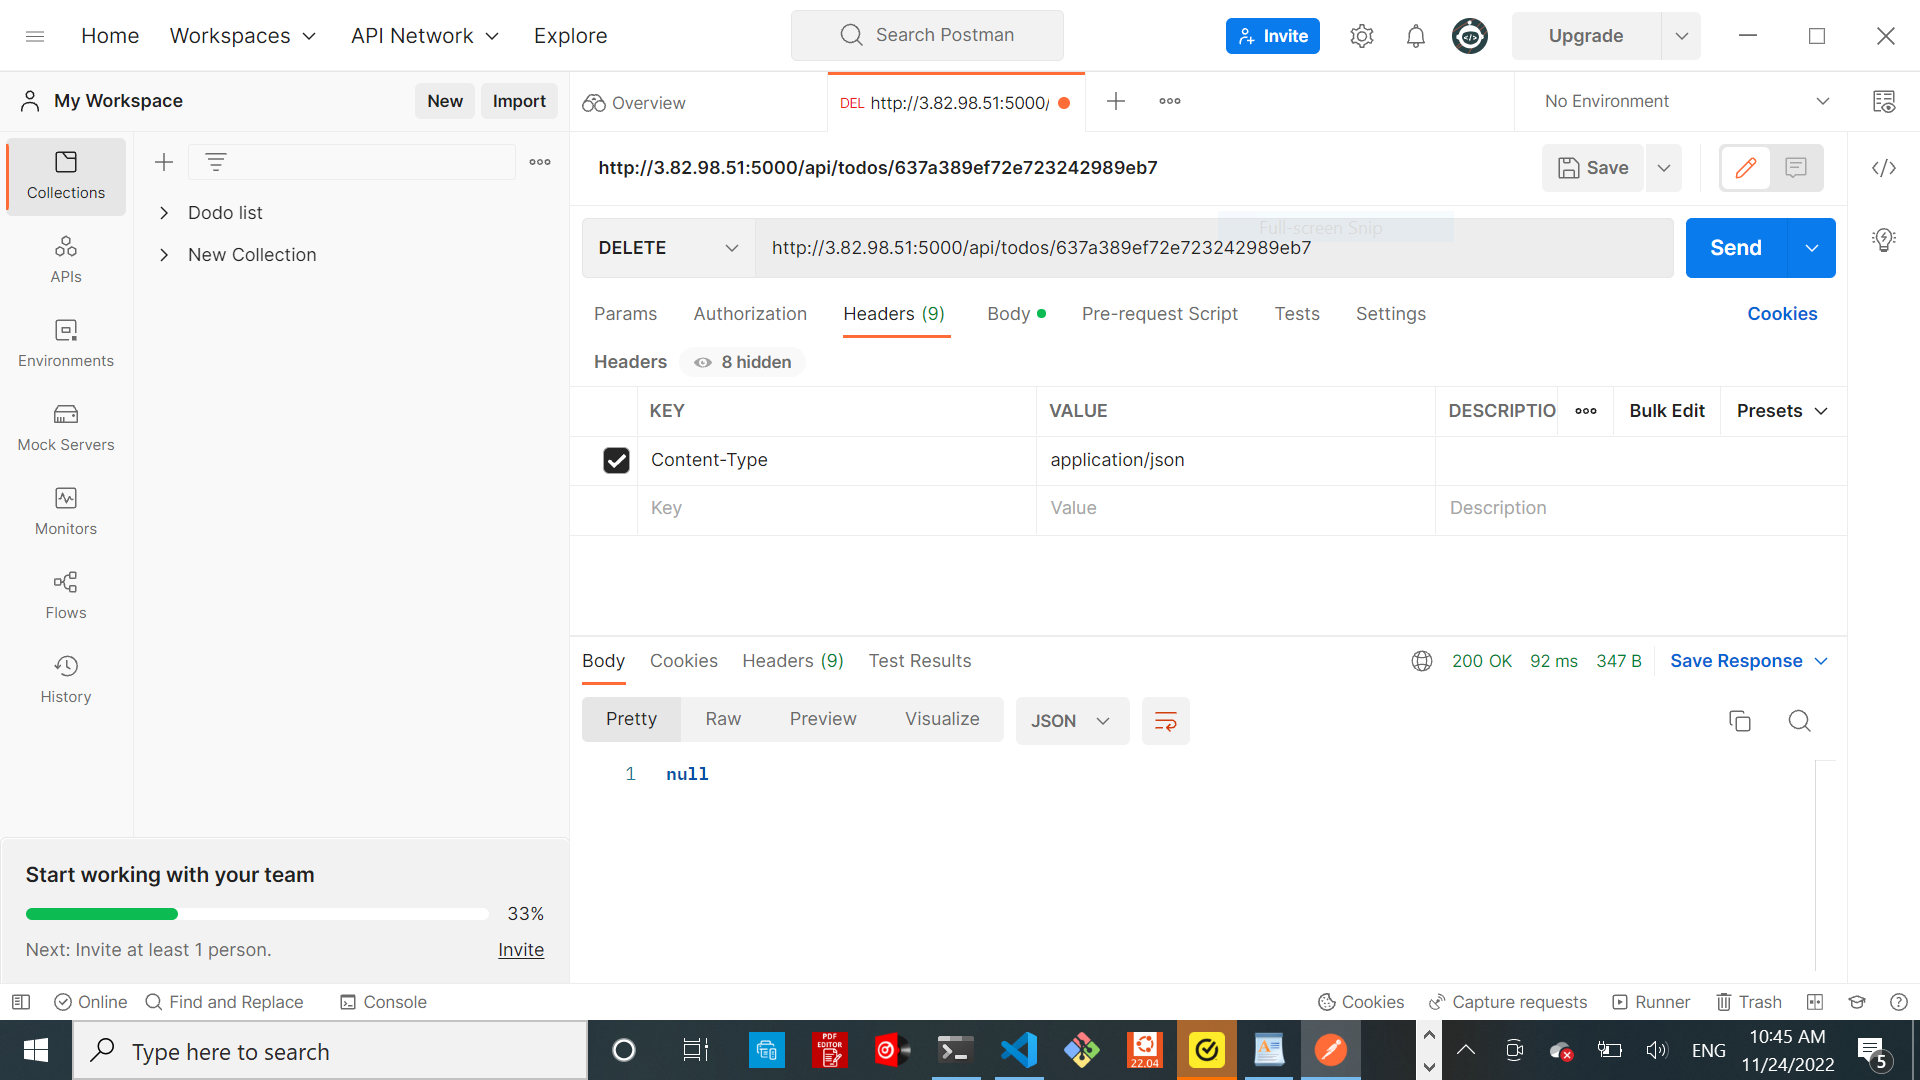 Home
Workspaces
API Network
Explore
Search Postman
Invite
Upgrade
My Workspace
New
Import
Overview
DEL http://3.82.98.51:5000/
No Environment
Collections
APIs
Environments
Mock Servers
Monitors
Flows
History
Dodo list
New Collection
http://3.82.98.51:5000/api/todos/637a389ef72e723242989eb7
Save
Full-screen Snip
DELETE
http://3.82.98.51:5000/api/todos/637a389ef72e723242989eb7
Send
Params
Authorization
Headers (9)
Body
Pre-request Script
Tests
Settings
Cookies
Headers
8 hidden
KEY
VALUE
DESCRIPTIO
Bulk Edit
Presets
Content-Type
application/json
Key
Value
Description
Body
Cookies
Headers (9)
Test Results
200 OK
92 ms
347 B
Save Response
Pretty
Raw
Preview
Visualize
JSON
1
null
Start working with your team
33%
Next: Invite at least 1 person.
Invite
Online
Find and Replace
Console
Cookies
Capture requests
Runner
Trash
Type here to search
PDF
EDITOR
22.04
ENG
10:45 AM
11/24/2022
5